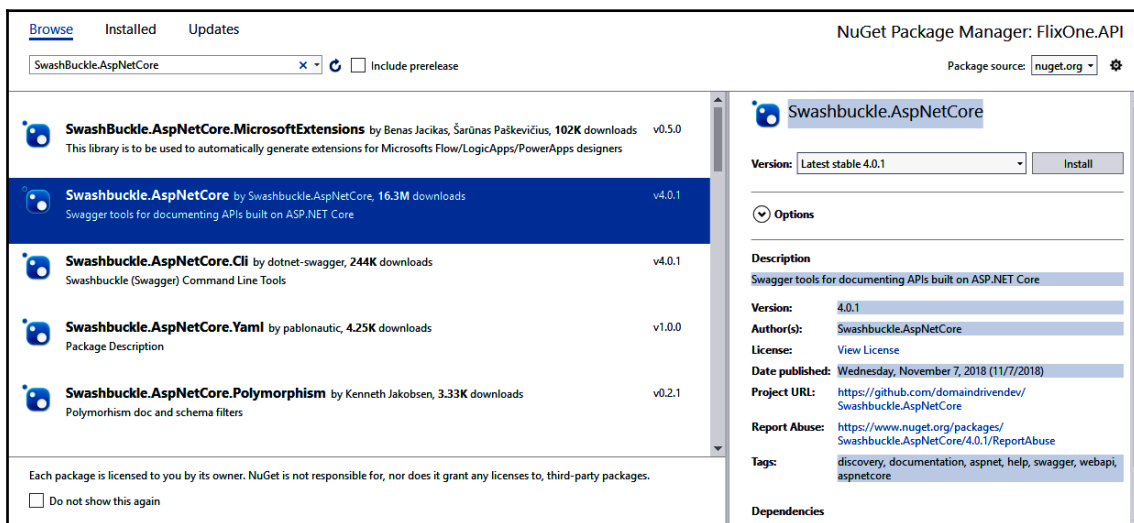 Browse Installed Updates
NuGet Package Manager: FlixOne.API
SwashBuckle.AspNetCore
Include prerelease
Package source: nuget.org
SwashBuckle.AspNetCore.MicrosoftExtensions by Benas Jacikas, Šarūnas Paškevičius, 102K downloads v0.5.0
This library is to be used to automatically generate extensions for Microsofts Flow/LogicApps/PowerApps designers
Swashbuckle.AspNetCore by Swashbuckle.AspNetCore, 16.3M downloads v4.0.1
Swagger tools for documenting APIs built on ASP.NET Core
Swashbuckle.AspNetCore.Cli by dotnet-swagger, 244K downloads v4.0.1
Swashbuckle (Swagger) Command Line Tools
Swashbuckle.AspNetCore.Yaml by pablonautic, 4.25K downloads v1.0.0
Package Description
Swashbuckle.AspNetCore.Polymorphism by Kenneth Jakobsen, 3.33K downloads v0.2.1
Polymorhism doc and schema filters
Each package is licensed to you by its owner. NuGet is not responsible for, nor does it grant any licenses to, third-party packages.
Do not show this again
Swashbuckle.AspNetCore
Version: Latest stable 4.0.1 Install
Options
Description
Swagger tools for documenting APIs built on ASP.NET Core
Version: 4.0.1
Author(s): Swashbuckle.AspNetCore
License: View License
Date published: Wednesday, November 7, 2018 (11/7/2018)
Project URL: https://github.com/domaindrivendev/
Swashbuckle.AspNetCore
Report Abuse: https://www.nuget.org/packages/
Swashbuckle.AspNetCore/4.0.1/ReportAbuse
Tags: discovery, documentation, aspnet, help, swagger, webapi,
aspnetcore
Dependencies